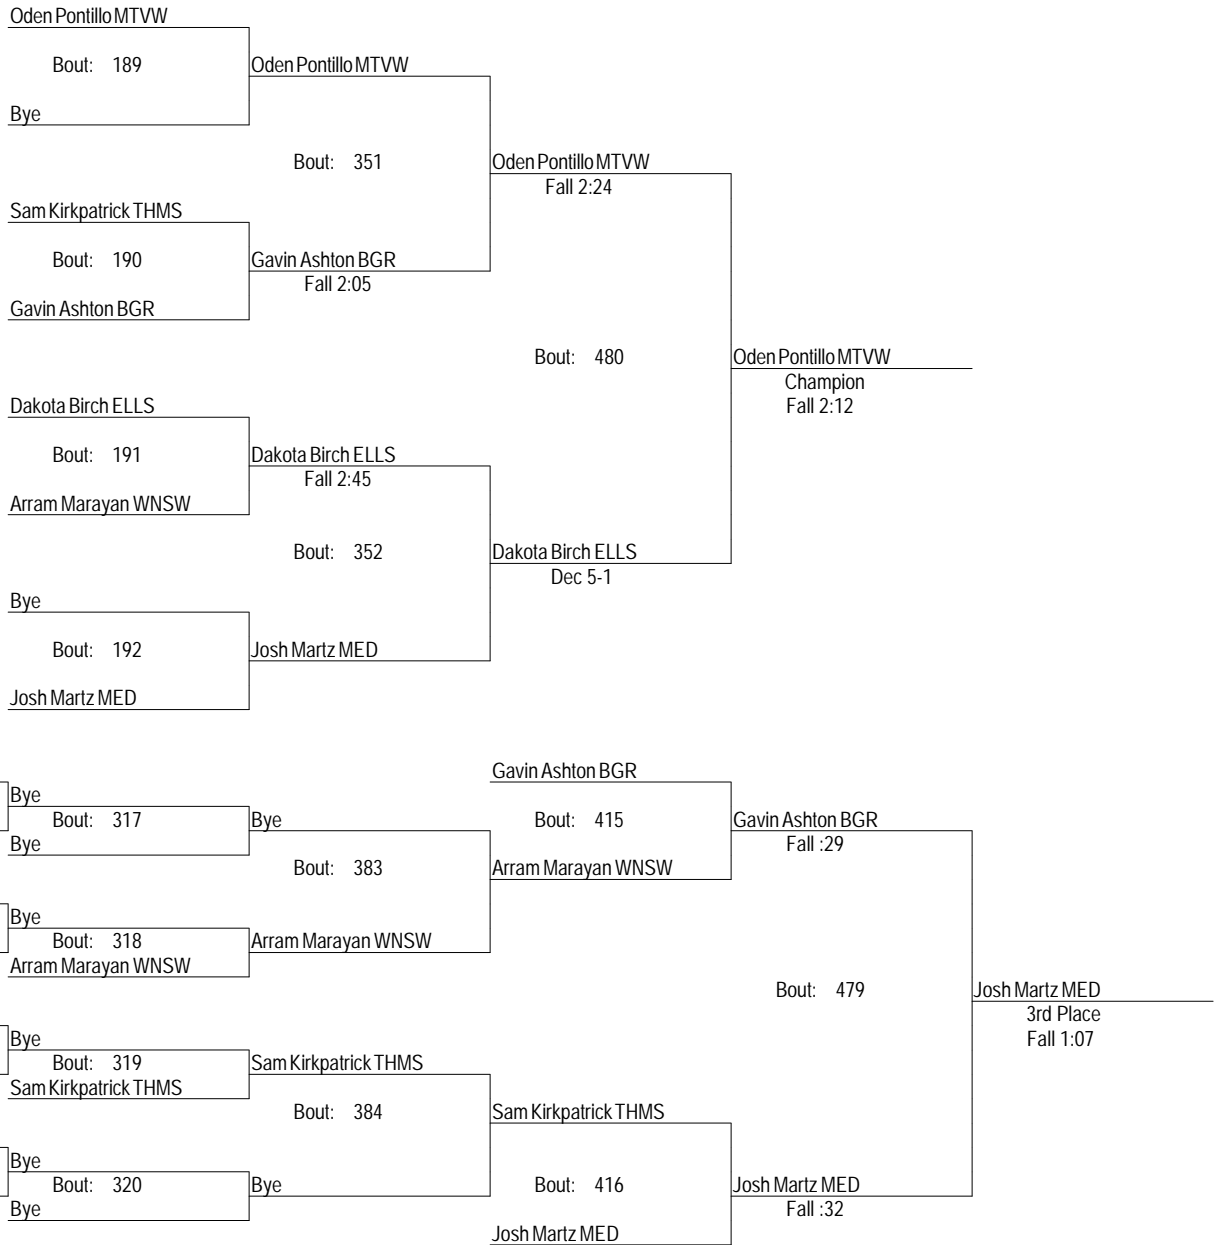 Oden Pontillo MTVW
Bout: 189
Oden Pontillo MTVW
Bye
Bout: 351
Oden Pontillo MTVW
Fall 2:24
Sam Kirkpatrick THMS
Bout: 190
Gavin Ashton BGR
Fall 2:05
Gavin Ashton BGR
Bout: 480
Oden Pontillo MTVW
Champion
Fall 2:12
Dakota Birch ELLS
Bout: 191
Dakota Birch ELLS
Fall 2:45
Arram Marayan WNSW
Bout: 352
Dakota Birch ELLS
Dec 5-1
Bye
Bout: 192
Josh Martz MED
Josh Martz MED
Gavin Ashton BGR
Bye
Bout: 317
Bye
Bout: 415
Gavin Ashton BGR
Fall :29
Bye
Bout: 383
Arram Marayan WNSW
Bye
Bout: 318
Arram Marayan WNSW
Arram Marayan WNSW
Bout: 479
Josh Martz MED
3rd Place
Fall 1:07
Bye
Bout: 319
Sam Kirkpatrick THMS
Sam Kirkpatrick THMS
Bout: 384
Sam Kirkpatrick THMS
Bye
Bout: 320
Bye
Bout: 416
Josh Martz MED
Fall :32
Bye
Josh Martz MED